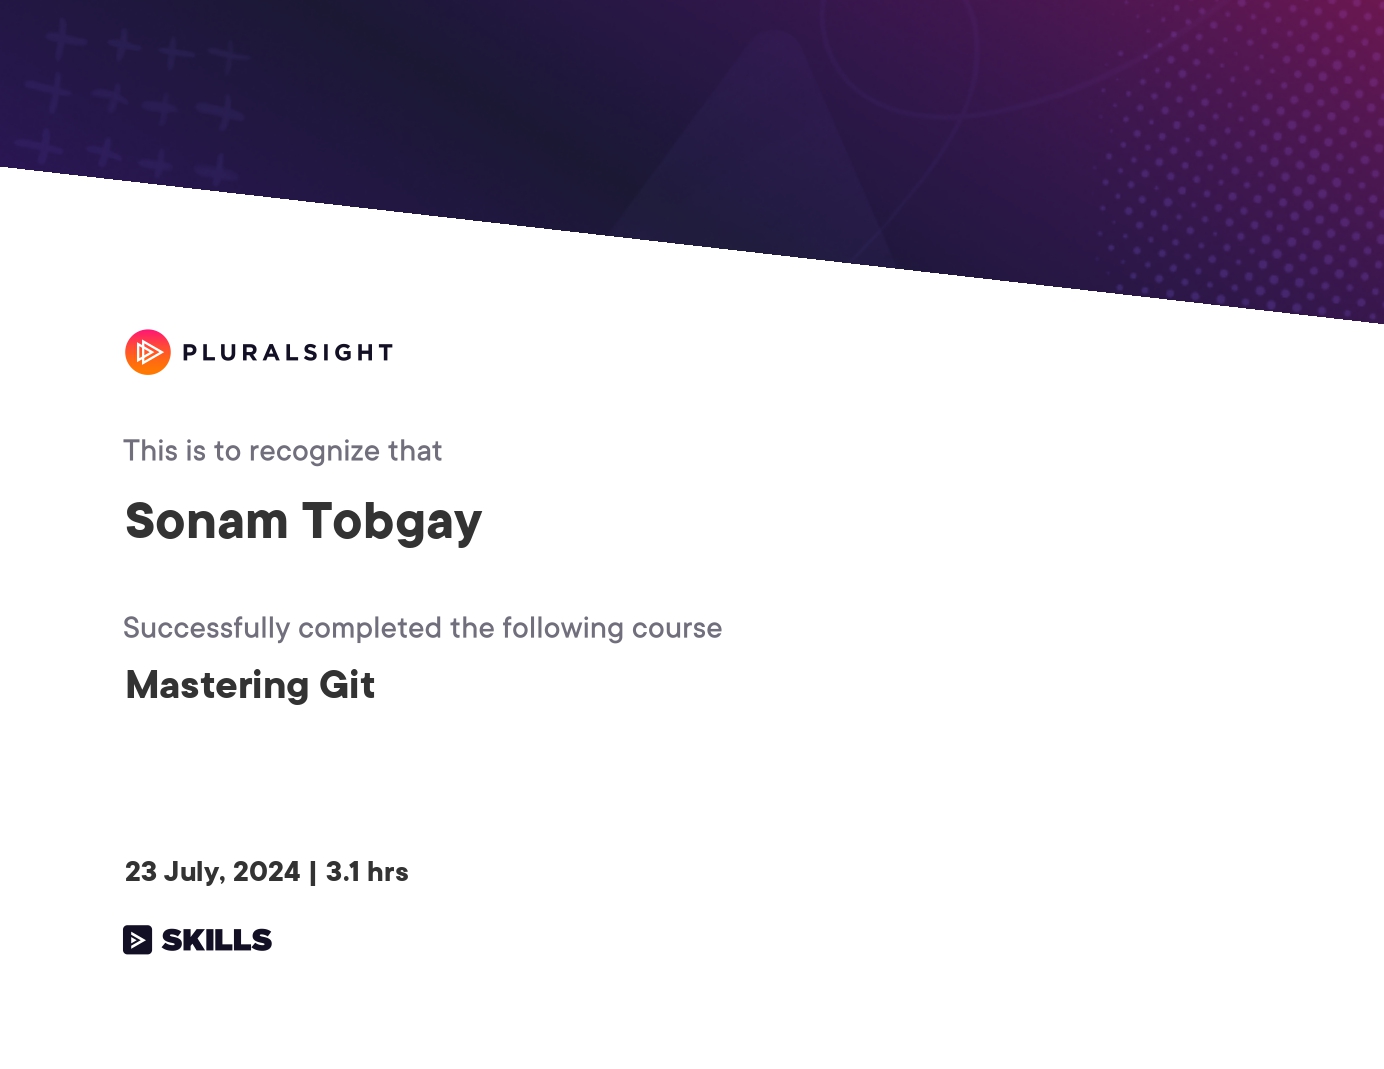 PLURALSIGHT
This is to recognize that
Sonam Tobgay
Successfully completed the following course
Mastering Git
23 July, 2024 | 3.1 hrs
SKILLS